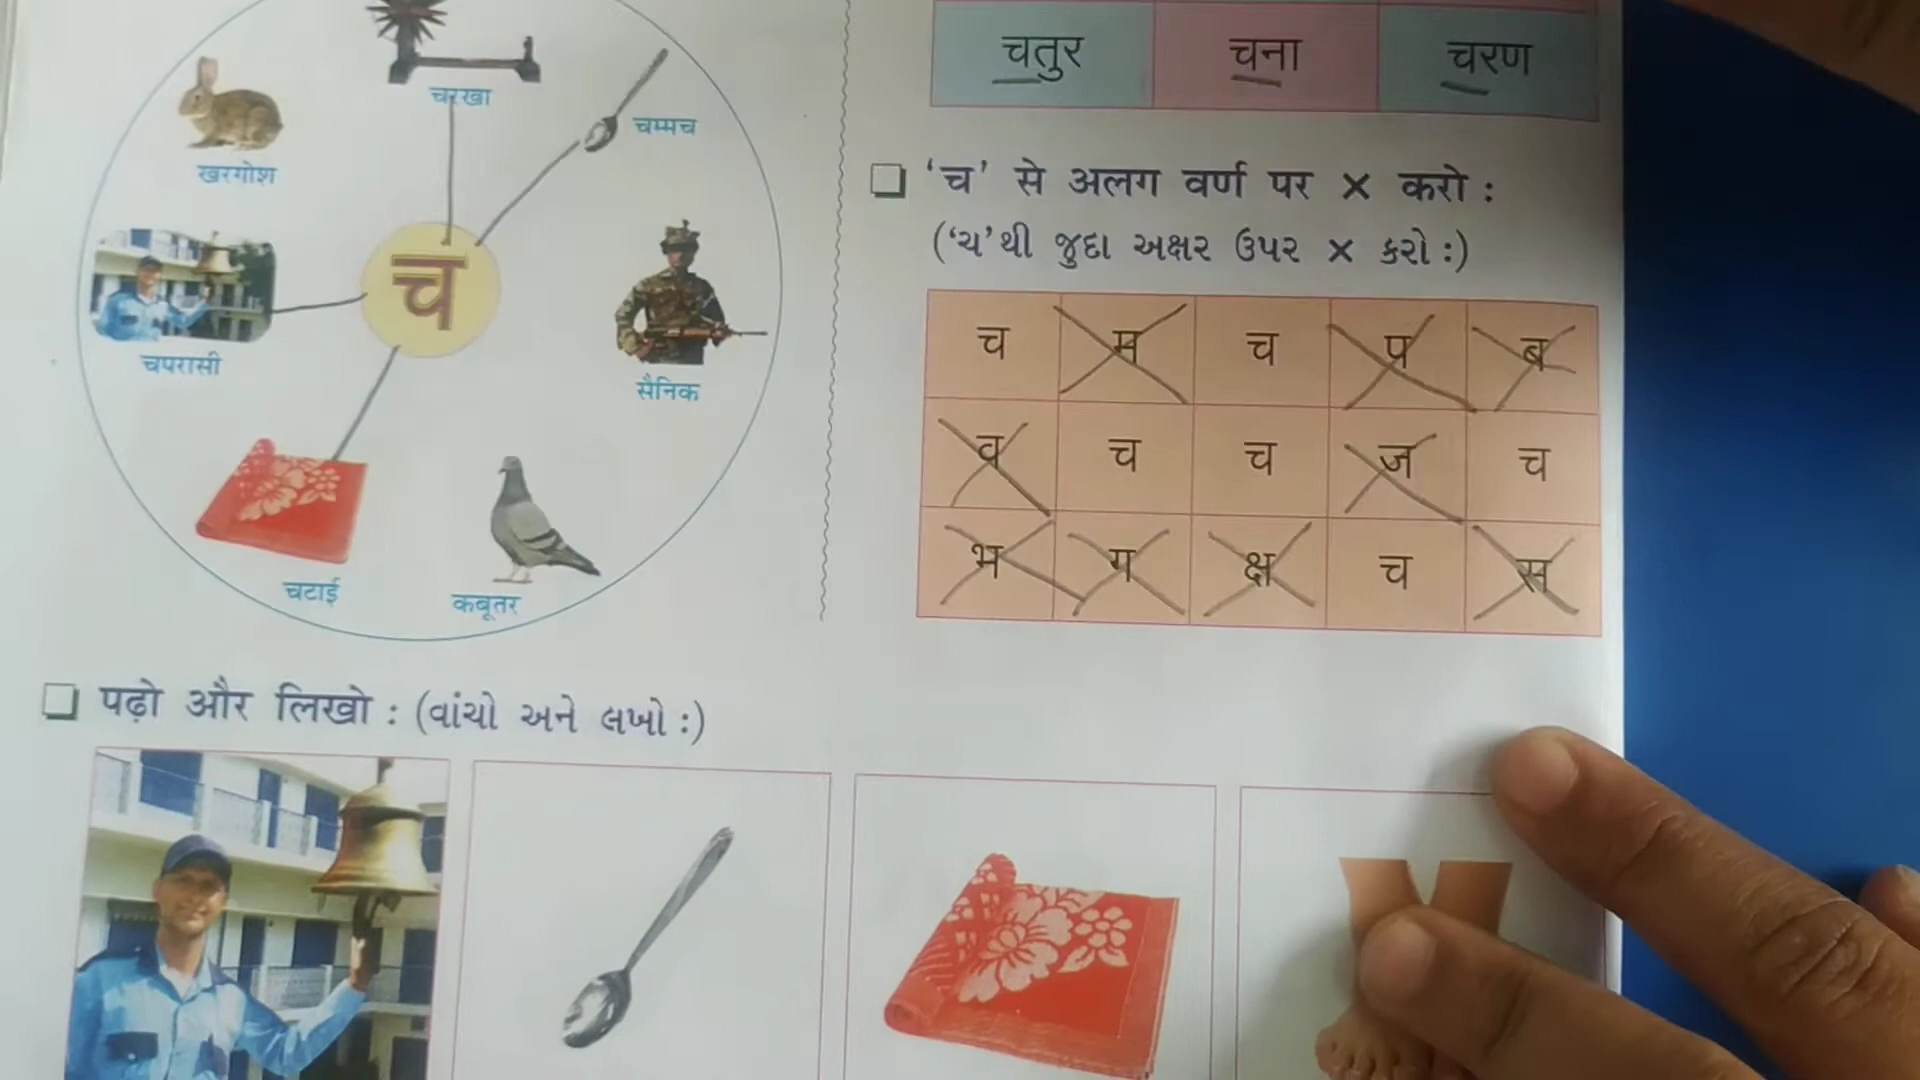 चरखा
चम्मच
खरगोश
च
चपरासी
सैनिक
चटाई
कबूतर
चतुर चना चरण
'च' से अलग वर्ण पर × करो :
('ચ'થી જુદા અક્ષર ઉપર × કરો :)
च म च प ब
व च च ज च
भ ग क्ष च स
पढ़ो और लिखो : (વાંચો અને લખો :)